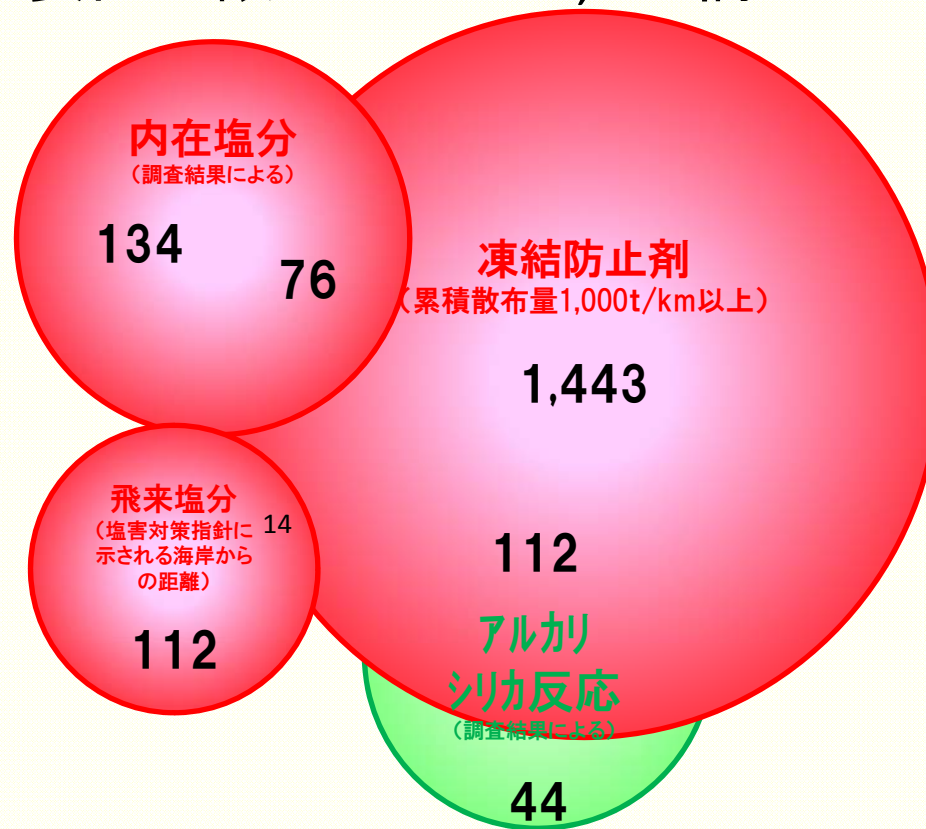 内在塩分
(調査結果による)
134
76
凍結防止剤
(累積散布量1,000t/km以上)
1,443
飛来塩分
(塩害対策指針に
示される海岸から
の距離)
14
112
112
アルカリ
シリカ反応
(調査結果による)
44